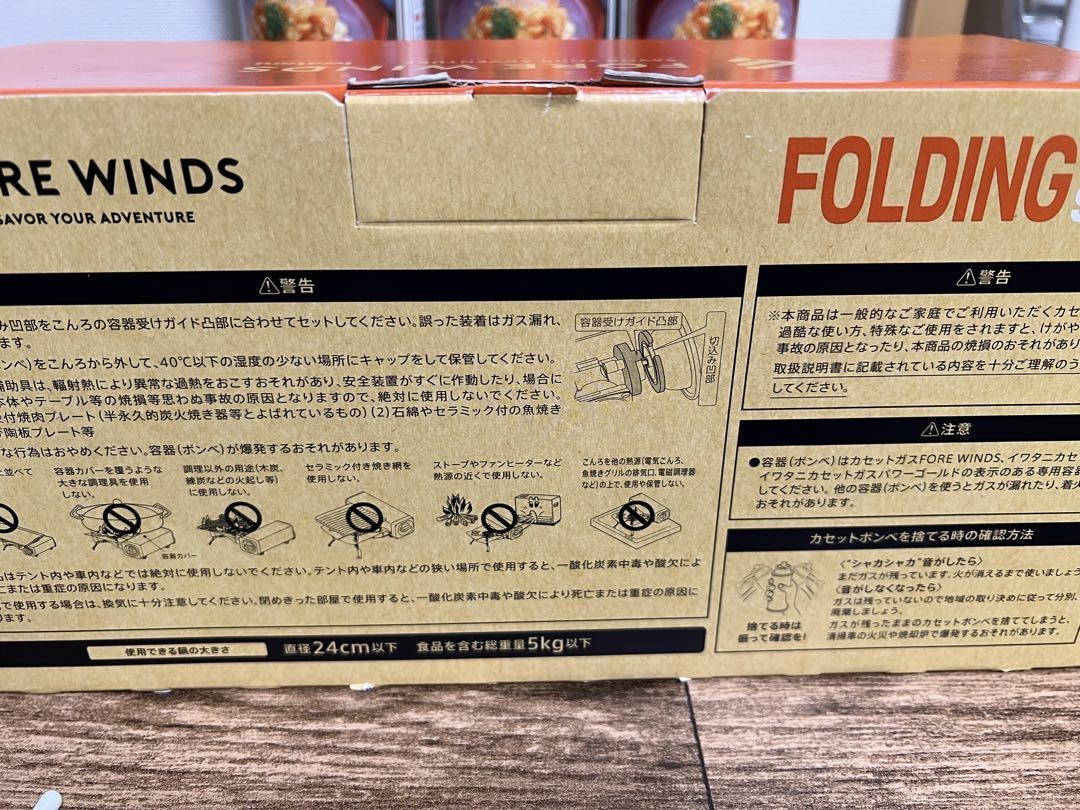 RE WINDS
SAVOR YOUR ADVENTURE
FOLDING
⚠警告
み凹部をこんろの容器受けガイド凸部に合わせてセットしてください。誤った装着はガス漏れ、
ます。
ンベ)をこんろから外して、40℃以下の湿度の少ない場所にキャップをして保管してください。
補助具は、輻射熱により異常な過熱をおこすおそれがあり、安全装置がすぐに作動したり、場合に
本体やテーブル等の焼損等思わぬ事故の原因となりますので、絶対に使用しないでください。
付焼肉プレート(半永久的炭火焼き器等とよばれているもの) (2)石綿やセラミック付の魚焼き
陶板プレート等
な行為はおやめください。容器(ボンベ)が爆発するおそれがあります。
容器受けガイド凸部
切込み凹部
並べて
容器カバーを覆うような
大きな調理具を使用
しない。
調理以外の用途(木炭、
練炭などの火起し等)
に使用しない。
セラミック付き焼き網を
使用しない。
ストーブやファンヒーターなど
熱源の近くで使用しない。
こんろを他の熱源(電気こんろ、
魚焼きグリルの排気口、電磁調理器
など)の上で、使用や保管しない。
容器カバー
品はテント内や車内などでは絶対に使用しないでください。テント内や車内などの狭い場所で使用すると、一酸化炭素中毒や酸欠によ
亡または重症の原因になります。
で使用する場合は、換気に十分注意してください。閉めきった部屋で使用すると、一酸化炭素中毒や酸欠により死亡または重症の原因に
ります。
使用できる鍋の大きさ 直径24cm以下 食品を含む総重量5kg以下
⚠警告
※本商品は一般的なご家庭でご利用いただくカセ
過酷な使い方、特殊なご使用をされますと、けがや
事故の原因となったり、本商品の焼損のおそれがあり
取扱説明書に記載されている内容を十分ご理解のう
してください。
⚠注意
●容器(ボンベ)はカセットガスFORE WINDS、イワタニカセ
イワタニカセットガスパワーゴールドの表示のある専用容
してください。他の容器(ボンベ)を使うとガスが漏れたり、着火
おそれがあります。
カセットボンベを捨てる時の確認方法
〈"シャカシャカ"音がしたら〉
まだガスが残っています。火が消えるまで使いましょう
〈音がしなくなったら〉
ガスは残っていないので地域の取り決めに従って分別、
廃棄しましょう。
ガスが残ったままのカセットボンベを捨ててしまうと、
清掃車の火災や焼却炉で爆発するおそれがあります。
捨てる時は
振って確認を!